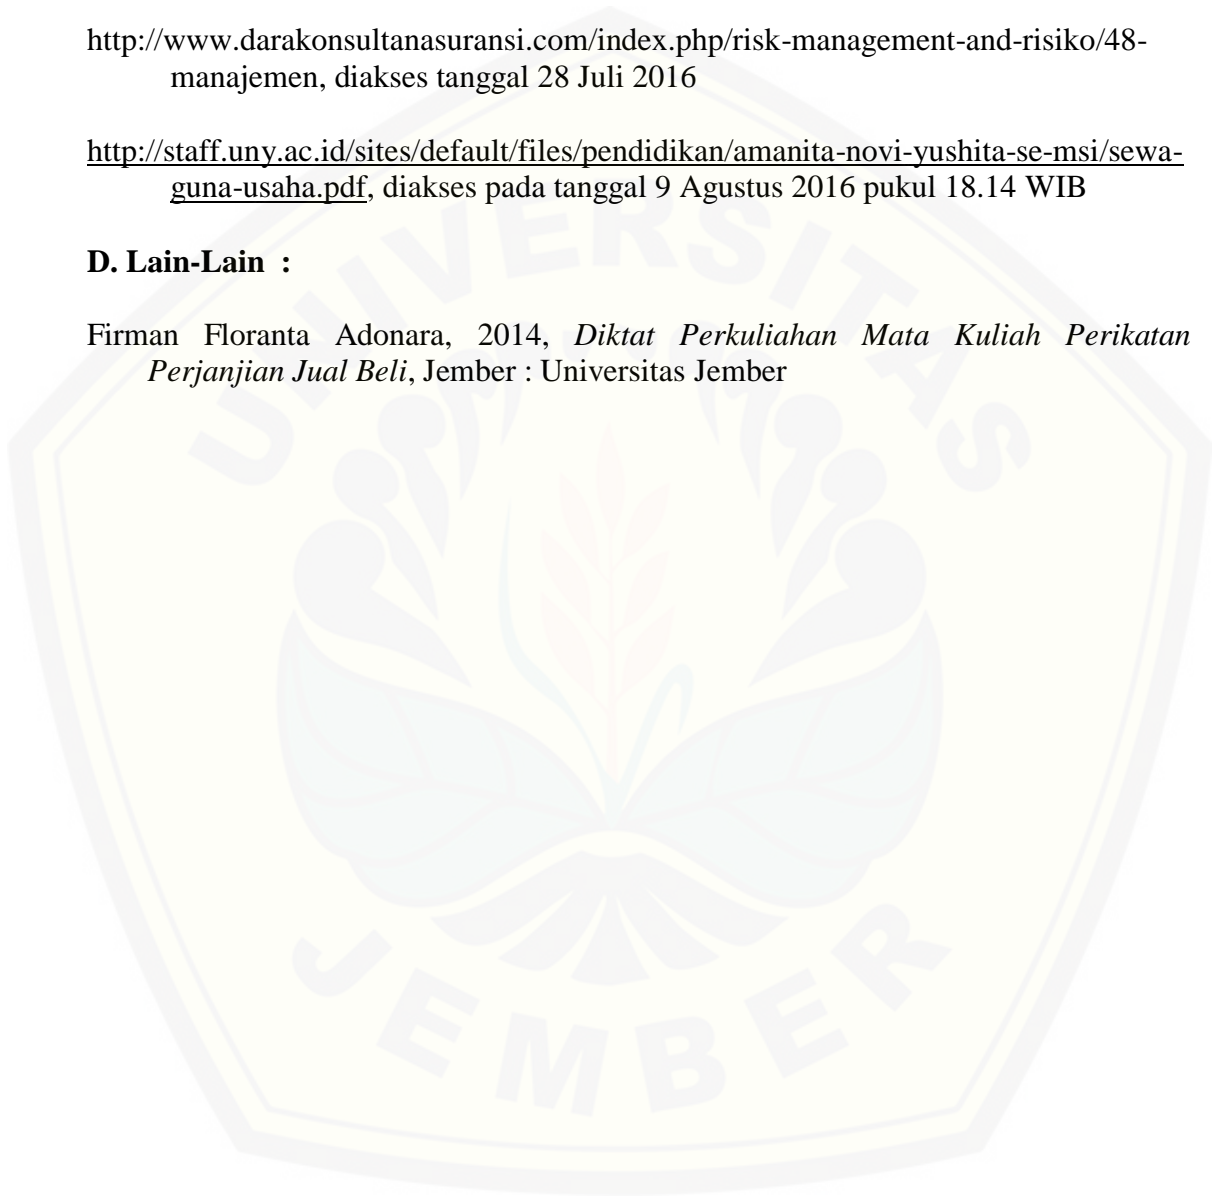 http://www.darakonsultanasuransi.com/index.php/risk-management-and-risiko/48-
manajemen, diakses tanggal 28 Juli 2016
http://staff.uny.ac.id/sites/default/files/pendidikan/amanita-novi-yushita-se-msi/sewa-
guna-usaha.pdf, diakses pada tanggal 9 Agustus 2016 pukul 18.14 WIB
D. Lain-Lain :
Firman Floranta Adonara, 2014, Diktat Perkuliahan Mata Kuliah Perikatan
Perjanjian Jual Beli, Jember : Universitas Jember
UNIVERSITAS
JEMBER